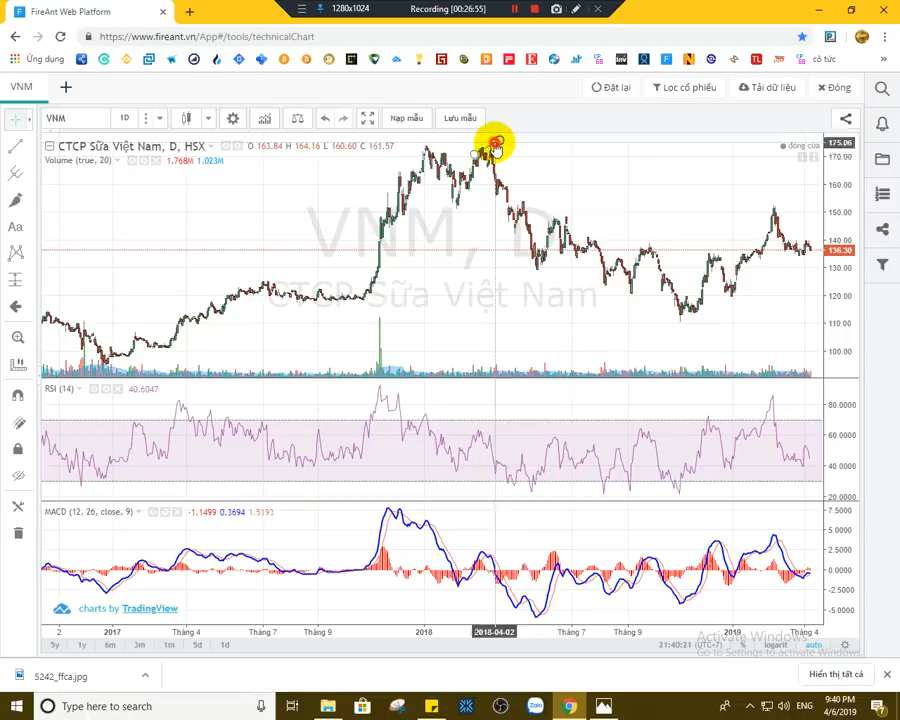 FireAnt Web Platform
1280x1024
Recording [00:26:55]
https://www.fireant.vn/App#/tools/technicalChart
Ứng dụng
có tức
VNM
Đặt lại
Lọc cổ phiếu
Tải dữ liệu
Đóng
VNM
1D
Nạp mẫu
Lưu mẫu
CTCP Sữa Việt Nam, D, HSX
O 163.84 H 164.16 L 160.60 C 161.57
đóng cửa
Volume (true, 20)
1.768M 1.023M
VNM, D
CTCP Sữa Việt Nam
175.06
170.00
160.00
150.00
140.00
136.30
130.00
120.00
110.00
100.00
RSI (14)
40.6047
80.0000
60.0000
40.0000
20.0000
MACD (12, 26, close, 9)
-1.1499 0.3694 1.5193
7.5000
5.0000
2.5000
0.0000
-2.5000
-5.0000
charts by TradingView
2
2017
Tháng 4
Tháng 7
Tháng 9
2018
2018-04-02
Tháng 7
Tháng 9
2019
Tháng 4
5y 1y 6m 3m 1m 5d 1d
21:40:21 (UTC+7)
%
logarit
auto
Activate Windows
Go to Settings to activate Windows.
5242_ffca.jpg
Hiển thị tất cả
Type here to search
Zalo
ENG
9:40 PM
4/6/2019
7